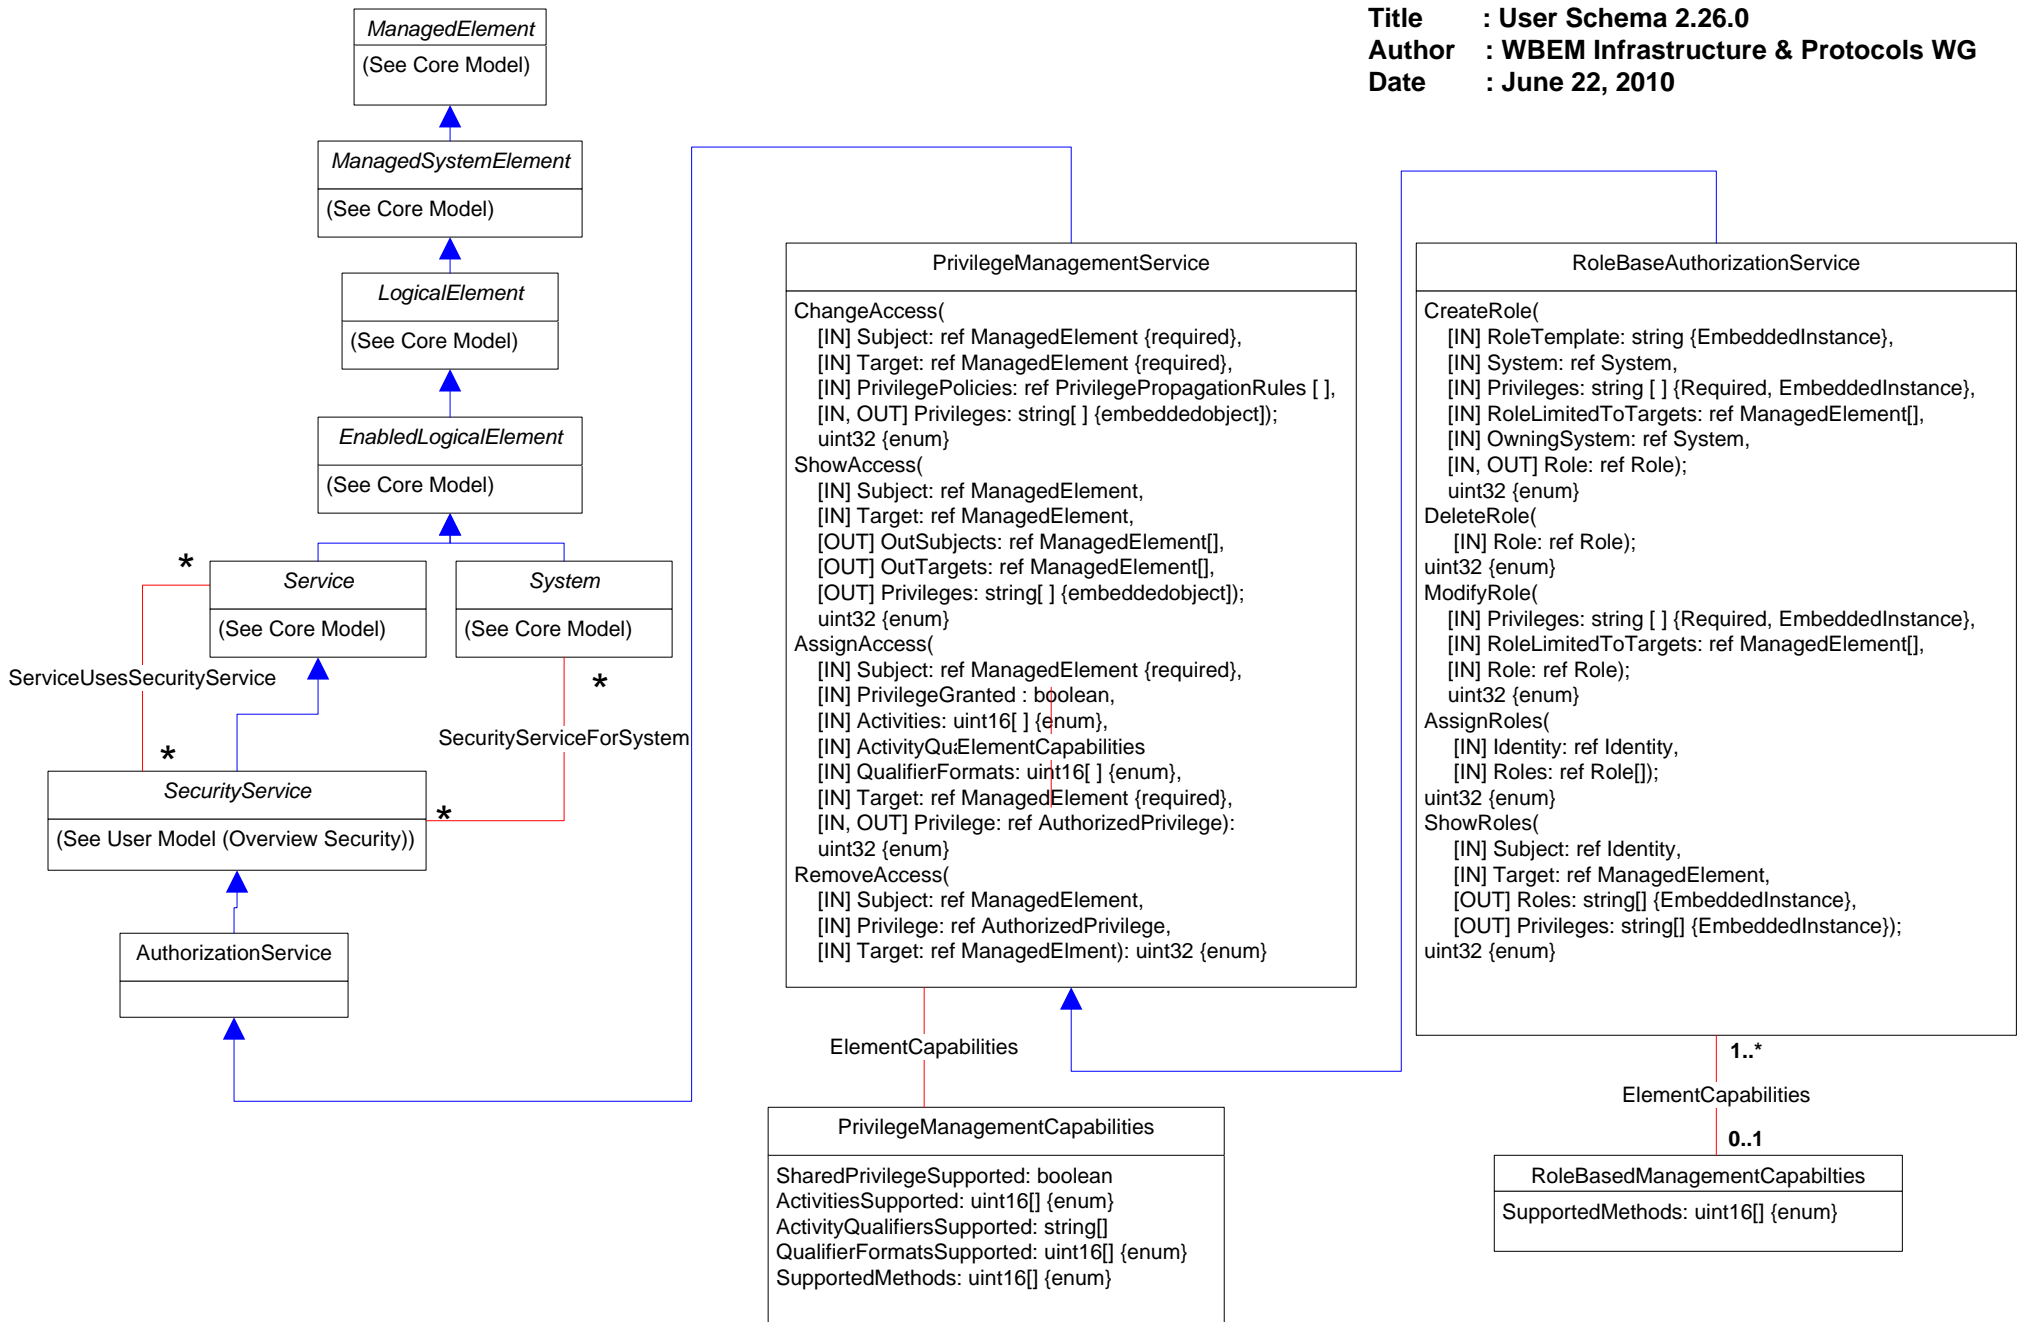 Title : User Schema 2.26.0
Author : WBEM Infrastructure & Protocols WG
Date : June 22, 2010
ManagedElement
(See Core Model)
ManagedSystemElement
(See Core Model)
LogicalElement
(See Core Model)
EnabledLogicalElement
(See Core Model)
*
Service
(See Core Model)
System
(See Core Model)
ServiceUsesSecurityService
*
SecurityServiceForSystem
*
SecurityService
(See User Model (Overview Security))
*
AuthorizationService
PrivilegeManagementService
ChangeAccess(
[IN] Subject: ref ManagedElement {required},
[IN] Target: ref ManagedElement {required},
[IN] PrivilegePolicies: ref PrivilegePropagationRules [ ],
[IN, OUT] Privileges: string[ ] {embeddedobject]);
uint32 {enum}
ShowAccess(
[IN] Subject: ref ManagedElement,
[IN] Target: ref ManagedElement,
[OUT] OutSubjects: ref ManagedElement[],
[OUT] OutTargets: ref ManagedElement[],
[OUT] Privileges: string[ ] {embeddedobject]);
uint32 {enum}
AssignAccess(
[IN] Subject: ref ManagedElement {required},
[IN] PrivilegeGranted : boolean,
[IN] Activities: uint16[ ] {enum},
[IN] ElementCapabilities
[IN] QualifierFormats: uint16[ ] {enum},
[IN] Target: ref ManagedElement {required},
[IN, OUT] Privilege: ref AuthorizedPrivilege):
uint32 {enum}
RemoveAccess(
[IN] Subject: ref ManagedElement,
[IN] Privilege: ref AuthorizedPrivilege,
[IN] Target: ref ManagedElment): uint32 {enum}
ElementCapabilities
PrivilegeManagementCapabilities
SharedPrivilegeSupported: boolean
ActivitiesSupported: uint16[] {enum}
ActivityQualifiersSupported: string[]
QualifierFormatsSupported: uint16[] {enum}
SupportedMethods: uint16[] {enum}
RoleBaseAuthorizationService
CreateRole(
[IN] RoleTemplate: string {EmbeddedInstance},
[IN] System: ref System,
[IN] Privileges: string [ ] {Required, EmbeddedInstance},
[IN] RoleLimitedToTargets: ref ManagedElement[],
[IN] OwningSystem: ref System,
[IN, OUT] Role: ref Role);
uint32 {enum}
DeleteRole(
[IN] Role: ref Role);
uint32 {enum}
ModifyRole(
[IN] Privileges: string [ ] {Required, EmbeddedInstance},
[IN] RoleLimitedToTargets: ref ManagedElement[],
[IN] Role: ref Role);
uint32 {enum}
AssignRoles(
[IN] Identity: ref Identity,
[IN] Roles: ref Role[]);
uint32 {enum}
ShowRoles(
[IN] Subject: ref Identity,
[IN] Target: ref ManagedElement,
[OUT] Roles: string[] {EmbeddedInstance},
[OUT] Privileges: string[] {EmbeddedInstance});
uint32 {enum}
1..*
ElementCapabilities
0..1
RoleBasedManagementCapabilties
SupportedMethods: uint16[] {enum}